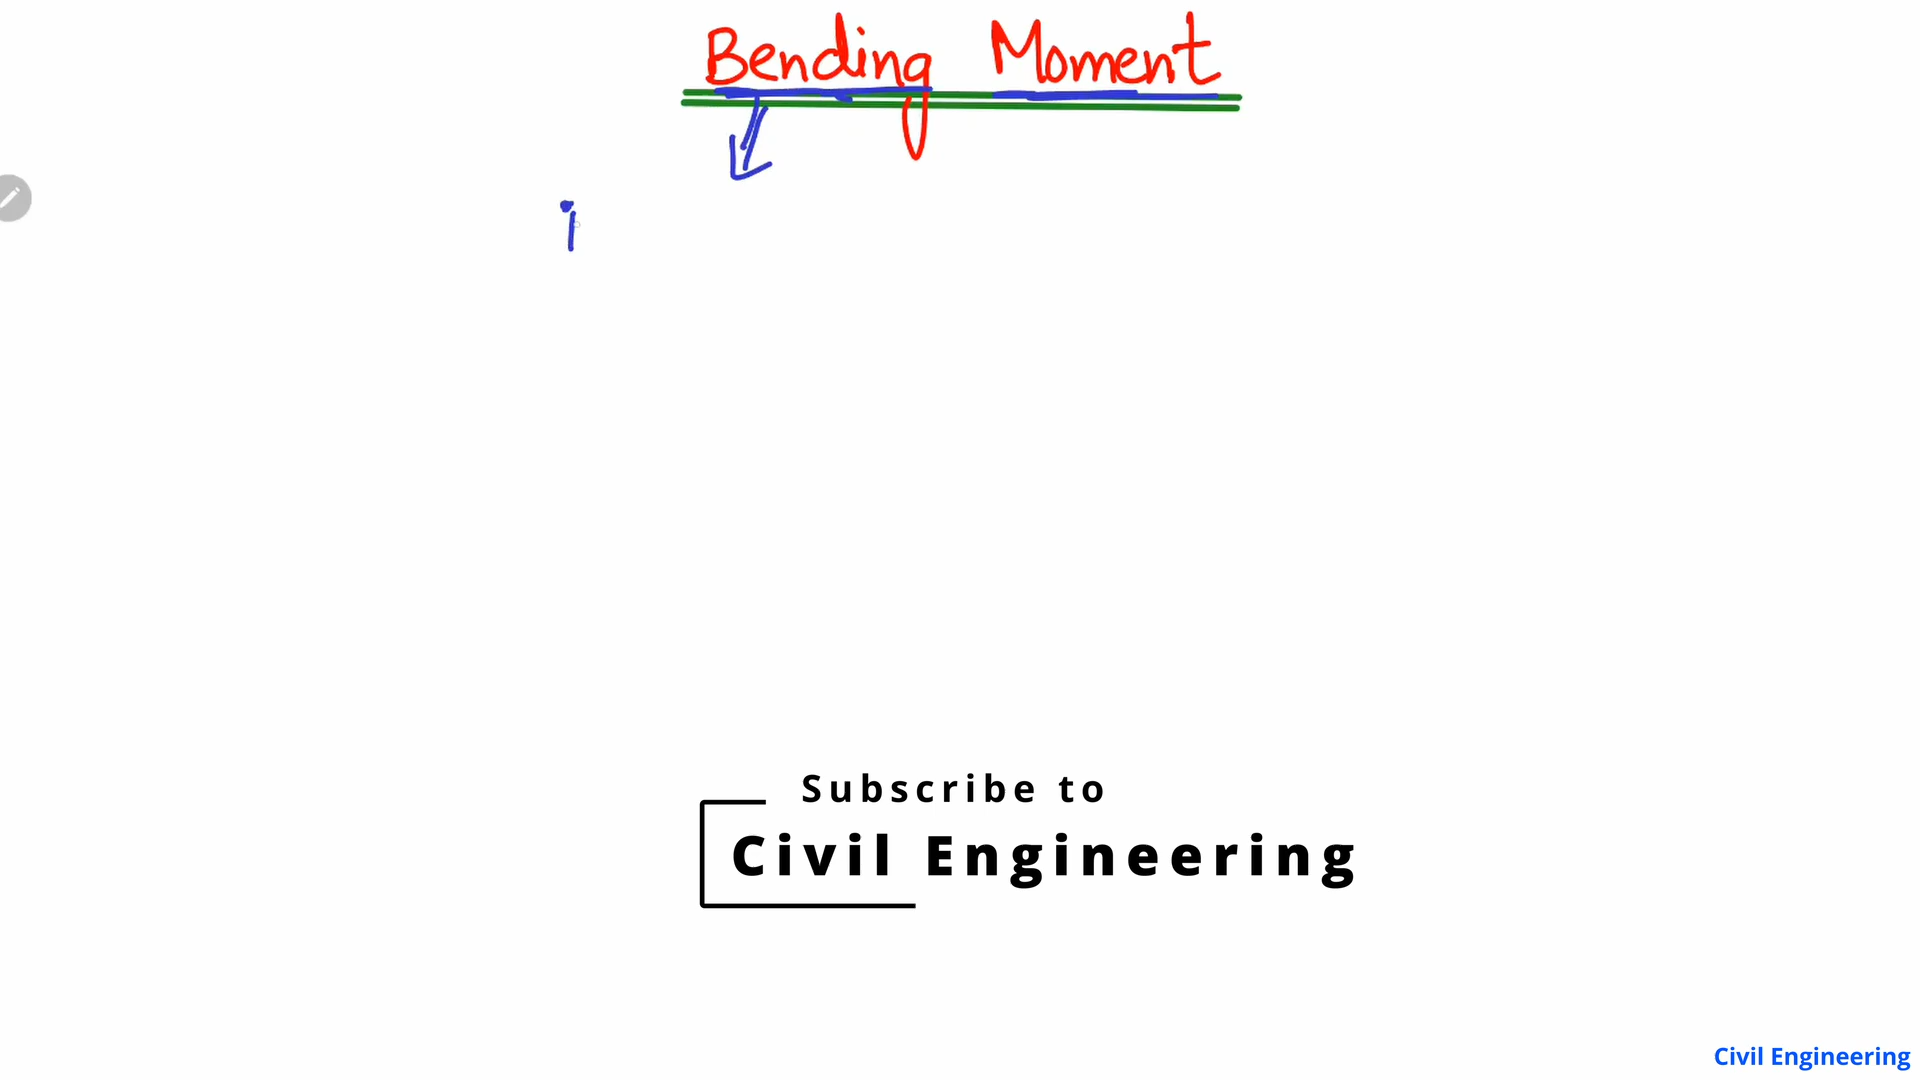 Bending Moment
i
Subscribe to
Civil Engineering
Civil Engineering